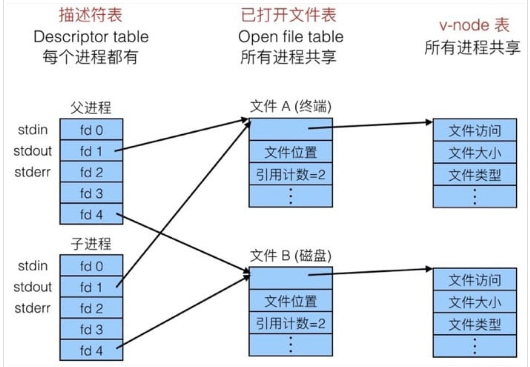 描述符表
Descriptor table
每个进程都有
已打开文件表
Open file table
所有进程共享
v-node 表
所有进程共享
父进程
stdin
fd 0
stdout
fd 1
stderr
fd 2
fd 3
fd 4
子进程
stdin
fd 0
stdout
fd 1
stderr
fd 2
fd 3
fd 4
文件 A (终端)
文件位置
引用计数=2
⋮
文件 B (磁盘)
文件位置
引用计数=2
⋮
文件访问
文件大小
文件类型
⋮
文件访问
文件大小
文件类型
⋮